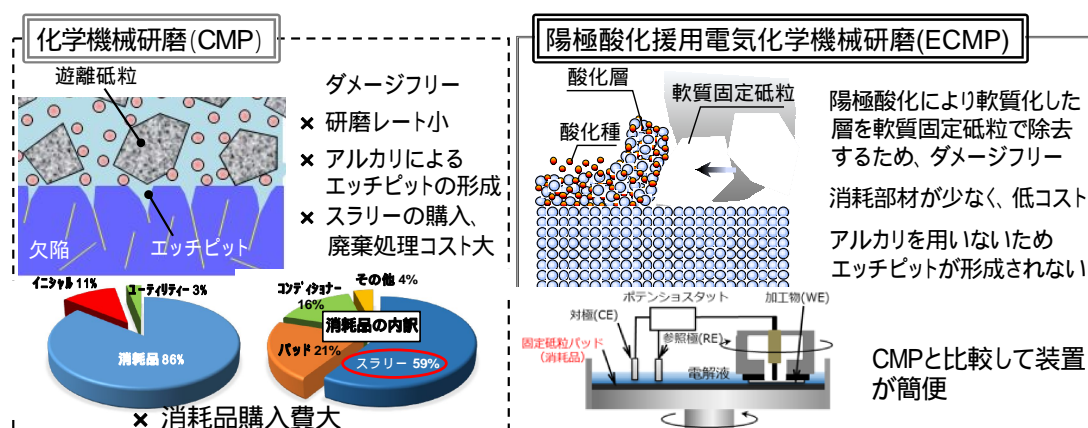 化学機械研磨(CMP)
遊離砥粒
欠陥
エッチピット
ダメージフリー
× 研磨レート小
× アルカリによる
エッチピットの形成
× スラリーの購入、
廃棄処理コスト大
イニシャル 11%
ユーティリティー 3%
消耗品 86%
コンディショナー
16%
その他 4%
消耗品の内訳
パッド 21%
スラリー 59%
× 消耗品購入費大
陽極酸化援用電気化学機械研磨(ECMP)
酸化層
軟質固定砥粒
酸化種
陽極酸化により軟質化した
層を軟質固定砥粒で除去
するため、ダメージフリー
消耗部材が少なく、低コスト
アルカリを用いないため
エッチピットが形成されない
ポテンショスタット
対極(CE)
加工物(WE)
固定砥粒パッド
(消耗品)
参照極(RE)
電解液
CMPと比較して装置
が簡便